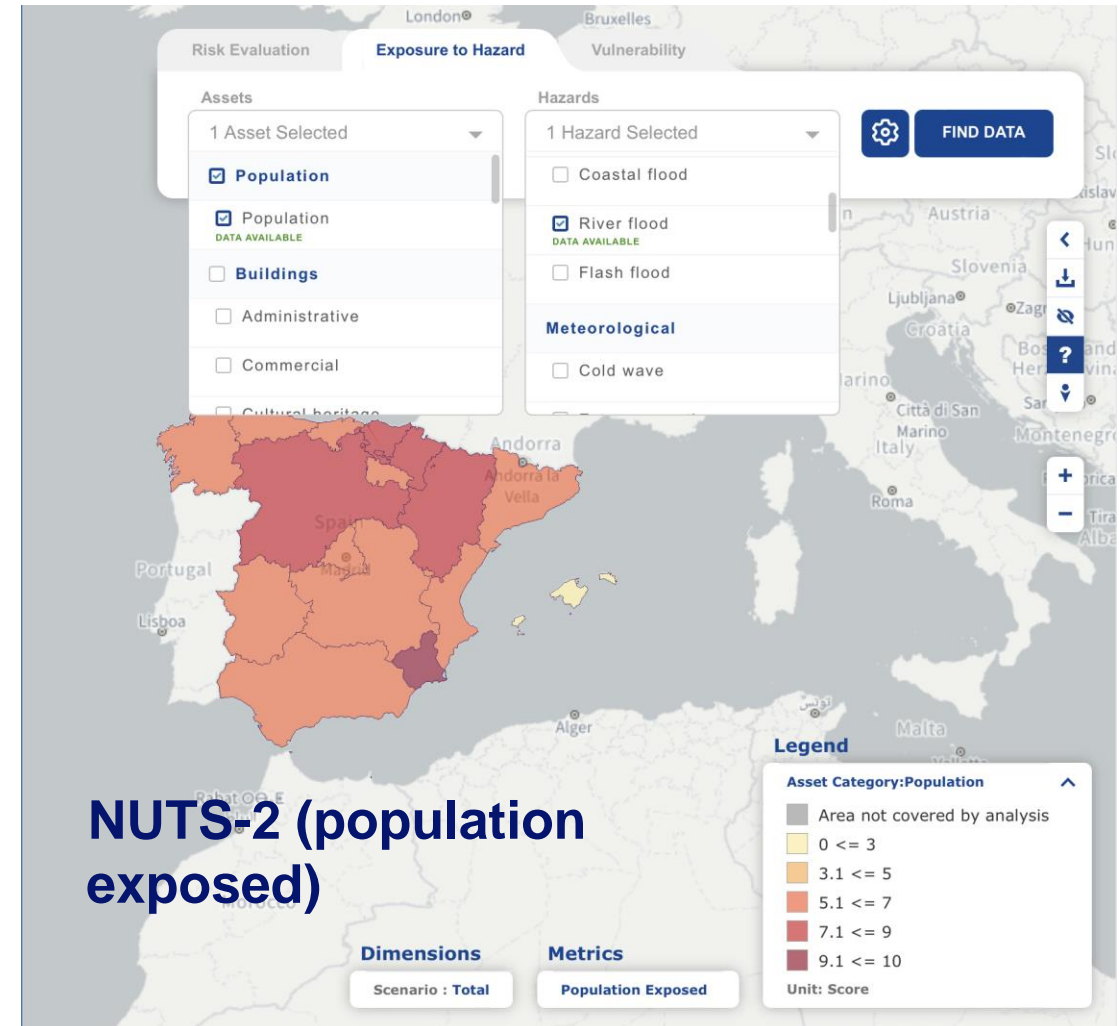 London
Bruxelles
Risk Evaluation
Exposure to Hazard
Vulnerability
Assets
Hazards
1 Asset Selected
1 Hazard Selected
FIND DATA
Population
Coastal flood
Population
DATA AVAILABLE
River flood
DATA AVAILABLE
Buildings
Flash flood
Administrative
Meteorological
Commercial
Cold wave
Cultural heritage
Austria
Slovenia
Ljubljana
Croatia
Città di San
Marino
Italy
Montenegro
Roma
Andorra
Andorra la
Vella
Spain
Madrid
Portugal
Lisboa
Alger
تونس
Malta
Legend
Asset Category:Population
Area not covered by analysis
0 <= 3
3.1 <= 5
5.1 <= 7
7.1 <= 9
9.1 <= 10
Unit: Score
NUTS-2 (population
exposed)
Morocco
Dimensions
Metrics
Scenario : Total
Population Exposed